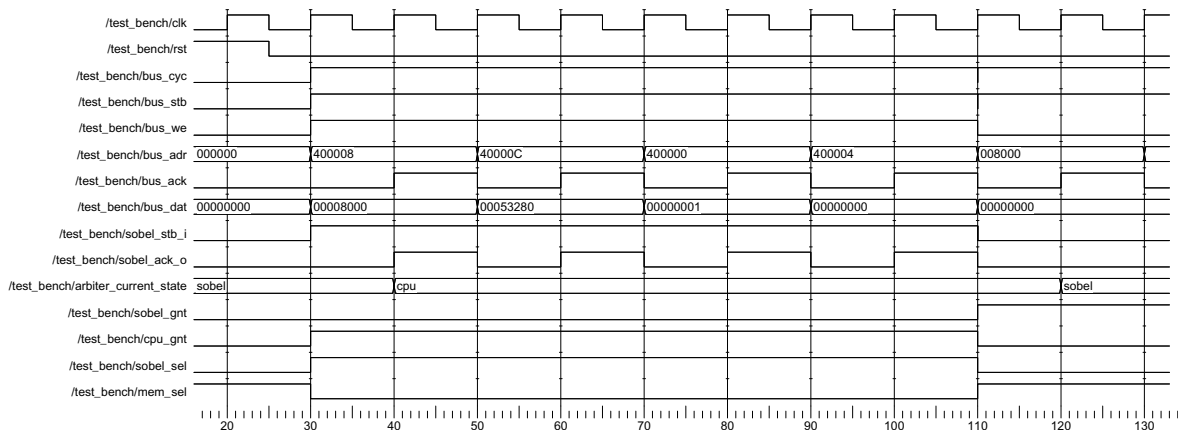 /test_bench/clk
/test_bench/rst
/test_bench/bus_cyc
/test_bench/bus_stb
/test_bench/bus_we
/test_bench/bus_adr 000000 400008 40000C 400000 400004 008000
/test_bench/bus_ack
/test_bench/bus_dat 00000000 00008000 00053280 00000001 00000000 00000000
/test_bench/sobel_stb_i
/test_bench/sobel_ack_o
/test_bench/arbiter_current_state sobel cpu sobel
/test_bench/sobel_gnt
/test_bench/cpu_gnt
/test_bench/sobel_sel
/test_bench/mem_sel
20 30 40 50 60 70 80 90 100 110 120 130